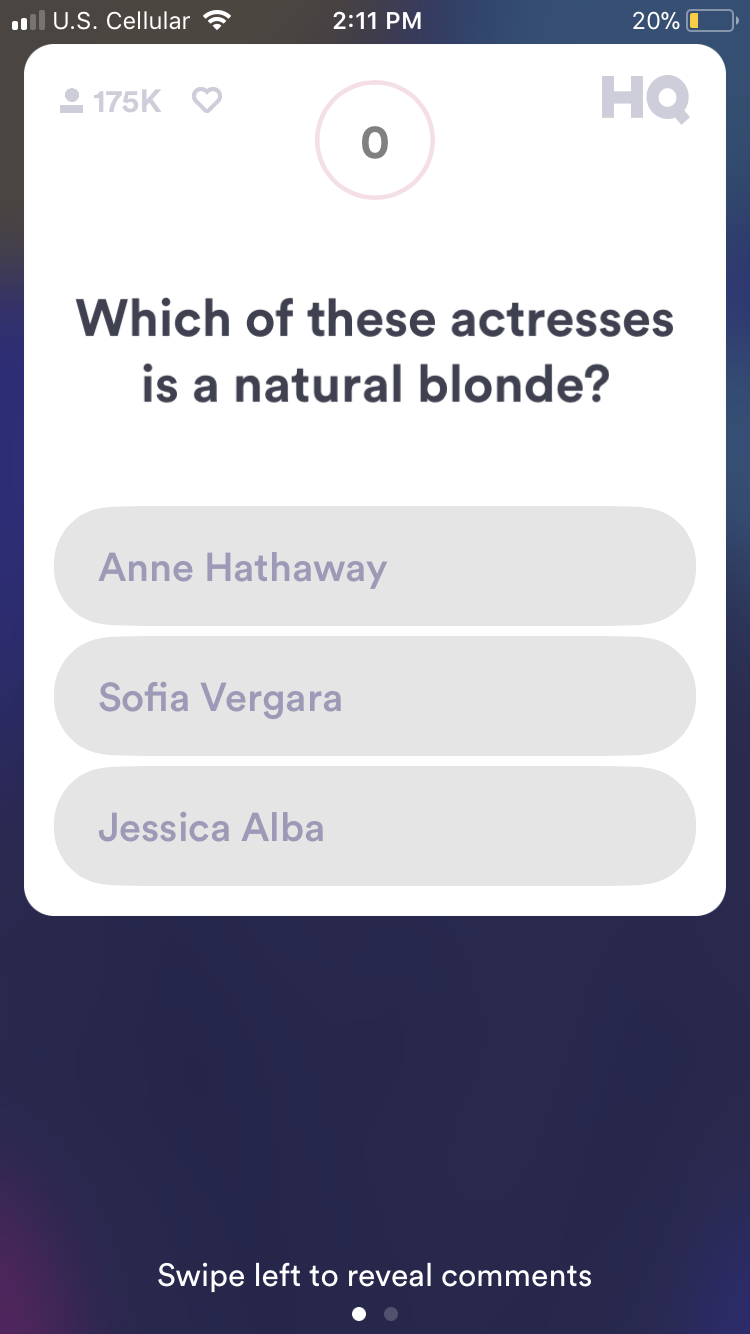 U.S. Cellular 2:11 PM 20%
175K 0 HQ
Which of these actresses
is a natural blonde?
Anne Hathaway
Sofia Vergara
Jessica Alba
Swipe left to reveal comments